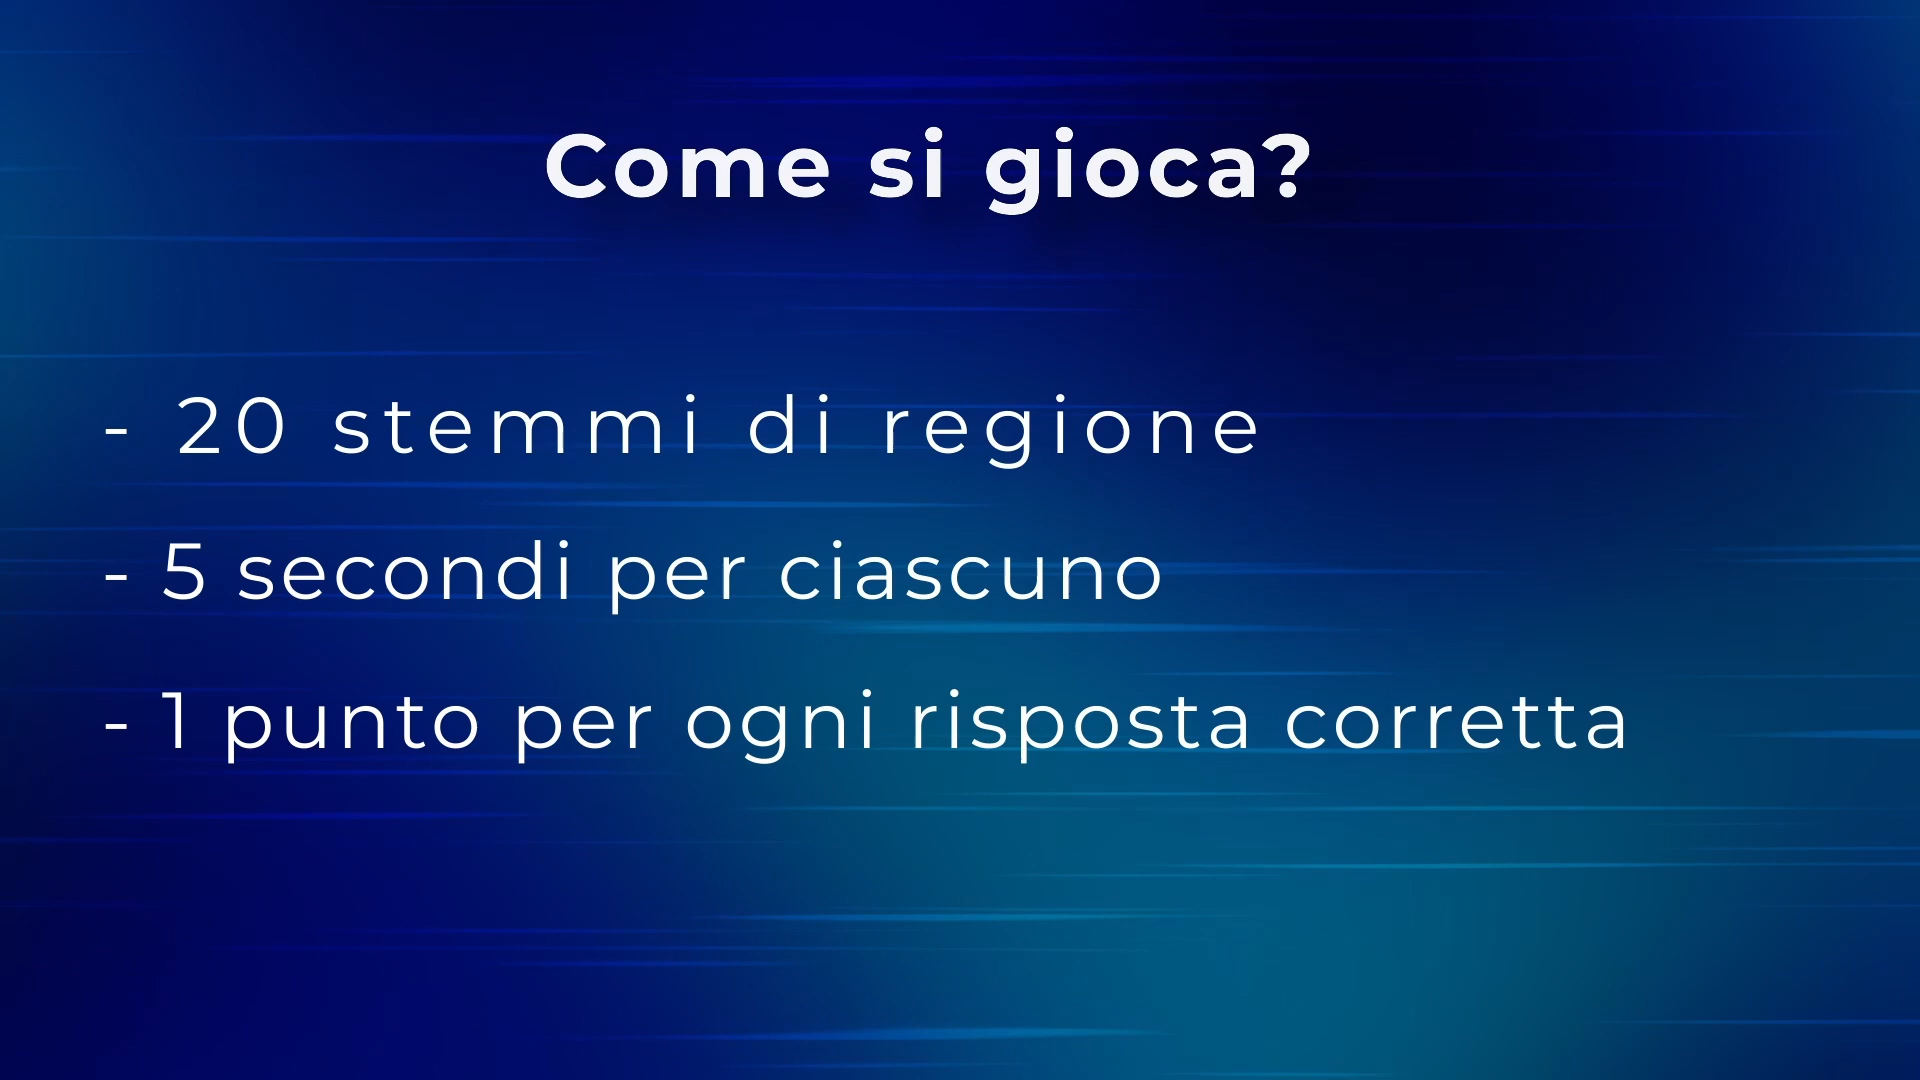 Come si gioca?
- 20 stemmi di regione
- 5 secondi per ciascuno
- 1 punto per ogni risposta corretta